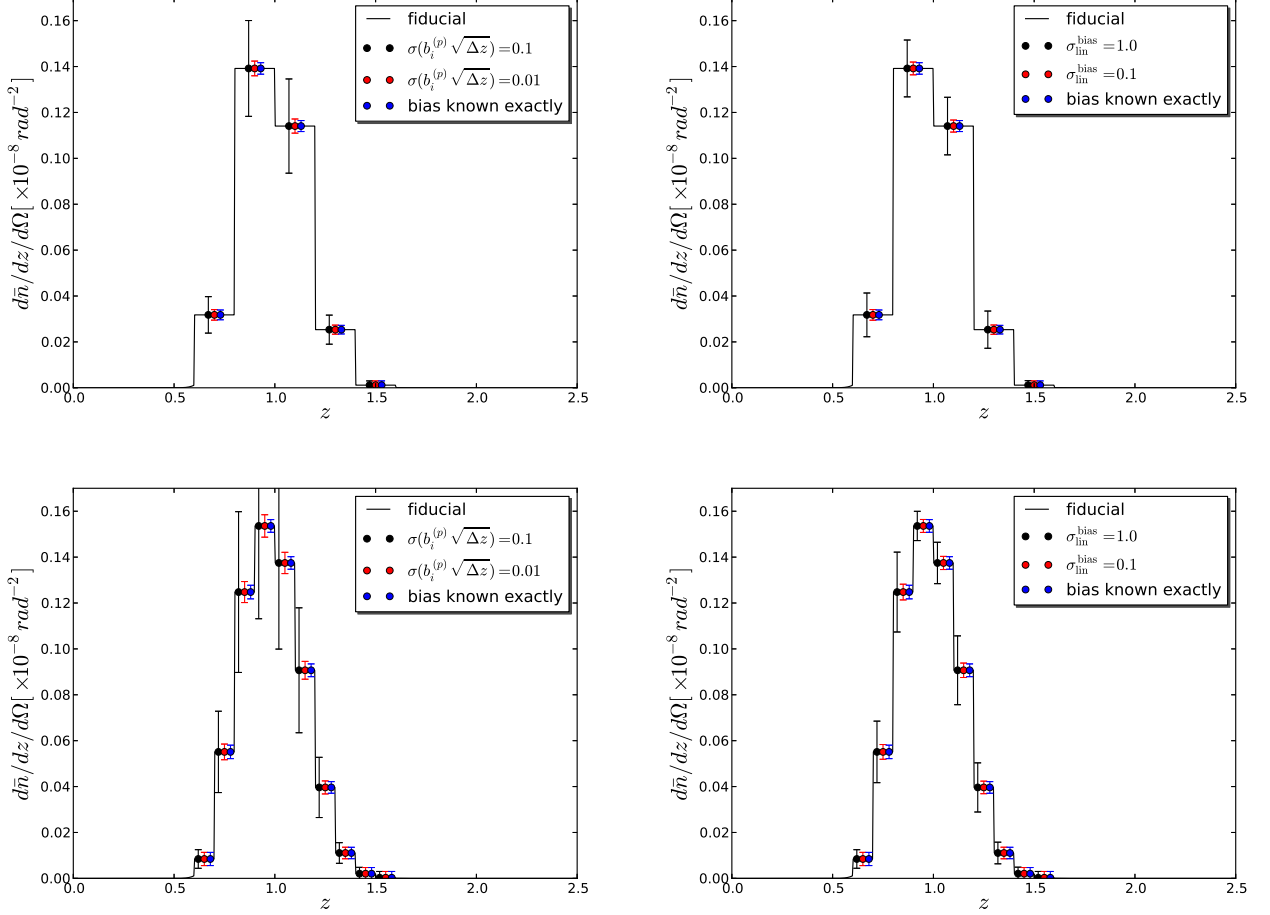 0.16
0.14
0.12
0.10
0.08
0.06
0.04
0.02
0.00
0.0 0.5 1.0 1.5 2.0 2.5
z
dn̄/dz/dΩ[×10⁻⁸ rad⁻²]
fiducial
σ(b_i^(p) √Δz)=0.1
σ(b_i^(p) √Δz)=0.01
bias known exactly
0.16
0.14
0.12
0.10
0.08
0.06
0.04
0.02
0.00
0.0 0.5 1.0 1.5 2.0 2.5
z
dn̄/dz/dΩ[×10⁻⁸ rad⁻²]
fiducial
σ_lin^bias=1.0
σ_lin^bias=0.1
bias known exactly
0.16
0.14
0.12
0.10
0.08
0.06
0.04
0.02
0.00
0.0 0.5 1.0 1.5 2.0 2.5
z
dn̄/dz/dΩ[×10⁻⁸ rad⁻²]
fiducial
σ(b_i^(p) √Δz)=0.1
σ(b_i^(p) √Δz)=0.01
bias known exactly
0.16
0.14
0.12
0.10
0.08
0.06
0.04
0.02
0.00
0.0 0.5 1.0 1.5 2.0 2.5
z
dn̄/dz/dΩ[×10⁻⁸ rad⁻²]
fiducial
σ_lin^bias=1.0
σ_lin^bias=0.1
bias known exactly